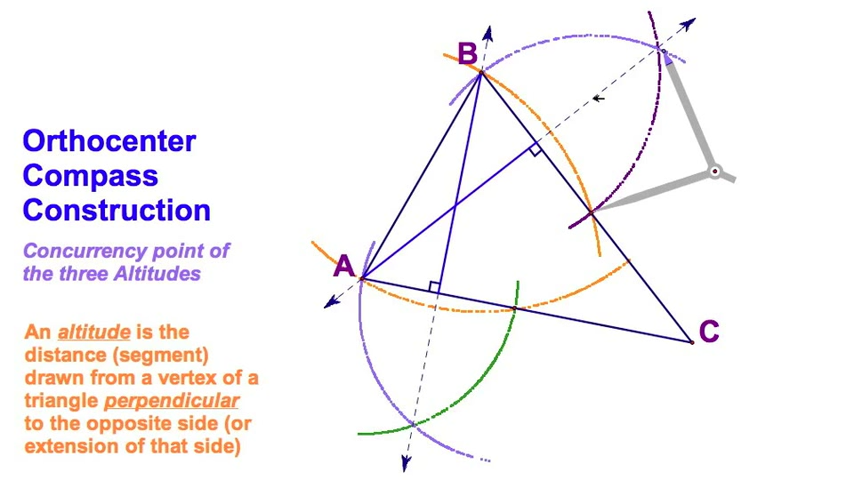 Orthocenter
Compass
Construction
Concurrency point of
the three Altitudes
An altitude is the
distance (segment)
drawn from a vertex of a
triangle perpendicular
to the opposite side (or
extension of that side)
B
A
C